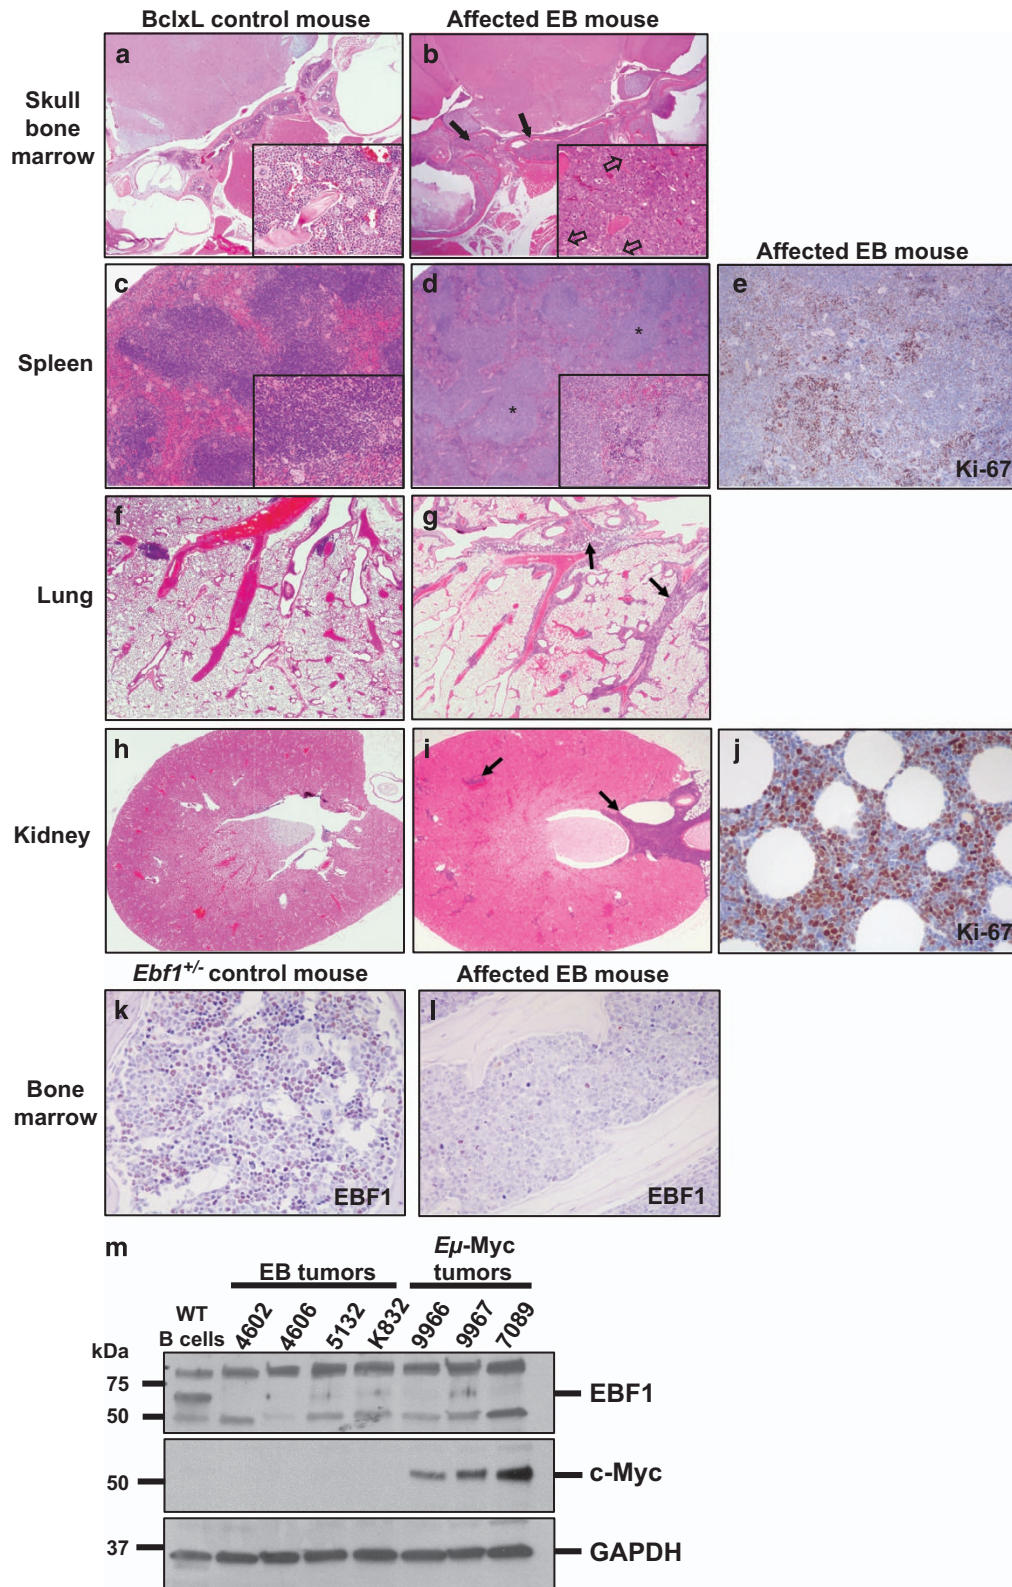 BclxL control mouse
Affected EB mouse
a
b
Skull
bone
marrow
Affected EB mouse
c
d
e
Spleen
*
*
Ki-67
f
g
Lung
h
i
j
Kidney
Ki-67
Ebf1+/- control mouse
Affected EB mouse
k
l
Bone
marrow
EBF1
EBF1
m
EB tumors
Eμ-Myc
tumors
WT
B cells
4602
4606
5132
K832
9966
9967
7089
kDa
75
EBF1
50
c-Myc
50
37
GAPDH